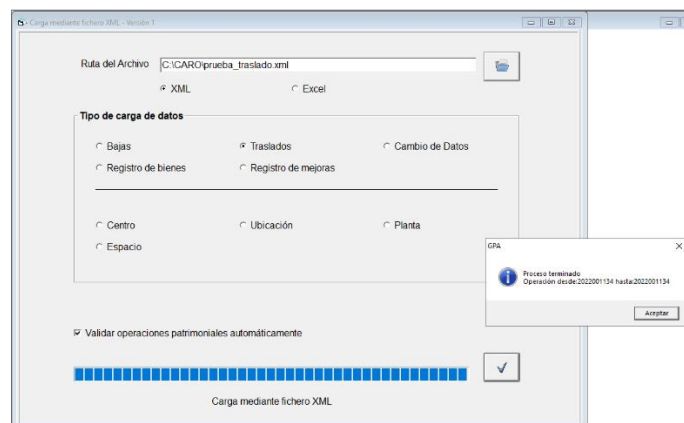 Carga mediante fichero XML - Versión 1
Ruta del Archivo C:\CARO\prueba_traslado.xml
XML Excel
Tipo de carga de datos
Bajas Traslados Cambio de Datos
Registro de bienes Registro de mejoras
Centro Ubicación Planta
Espacio
GPA
Proceso terminado
Operación desde:2022001134 hasta:2022001134
Aceptar
Validar operaciones patrimoniales automáticamente
Carga mediante fichero XML